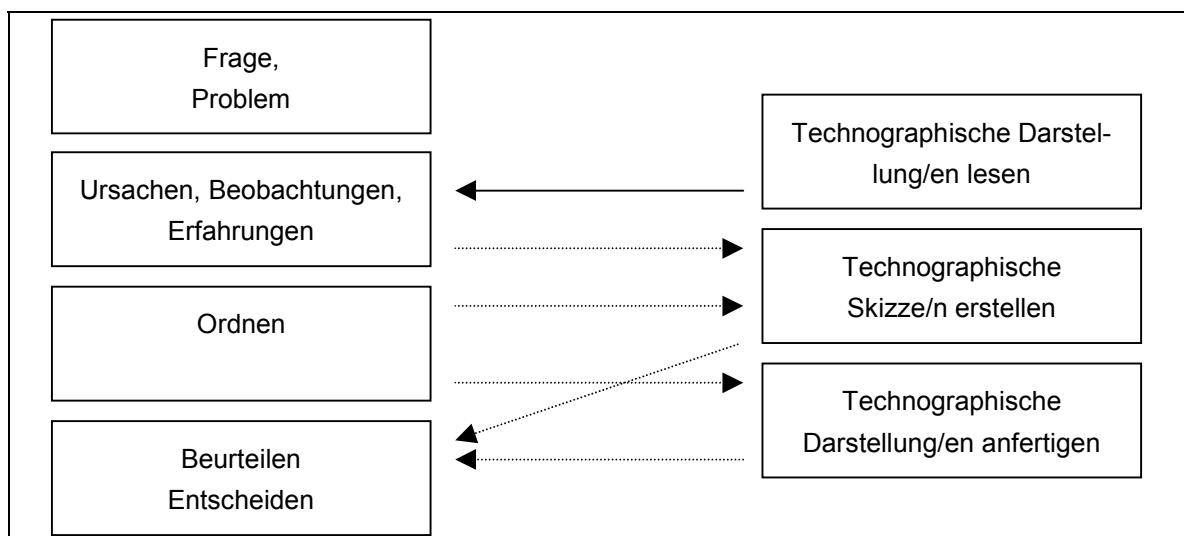 Frage,
Problem
Ursachen, Beobachtungen,
Erfahrungen
Ordnen
Beurteilen
Entscheiden
Technographische Darstel-
lung/en lesen
Technographische
Skizze/n erstellen
Technographische
Darstellung/en anfertigen